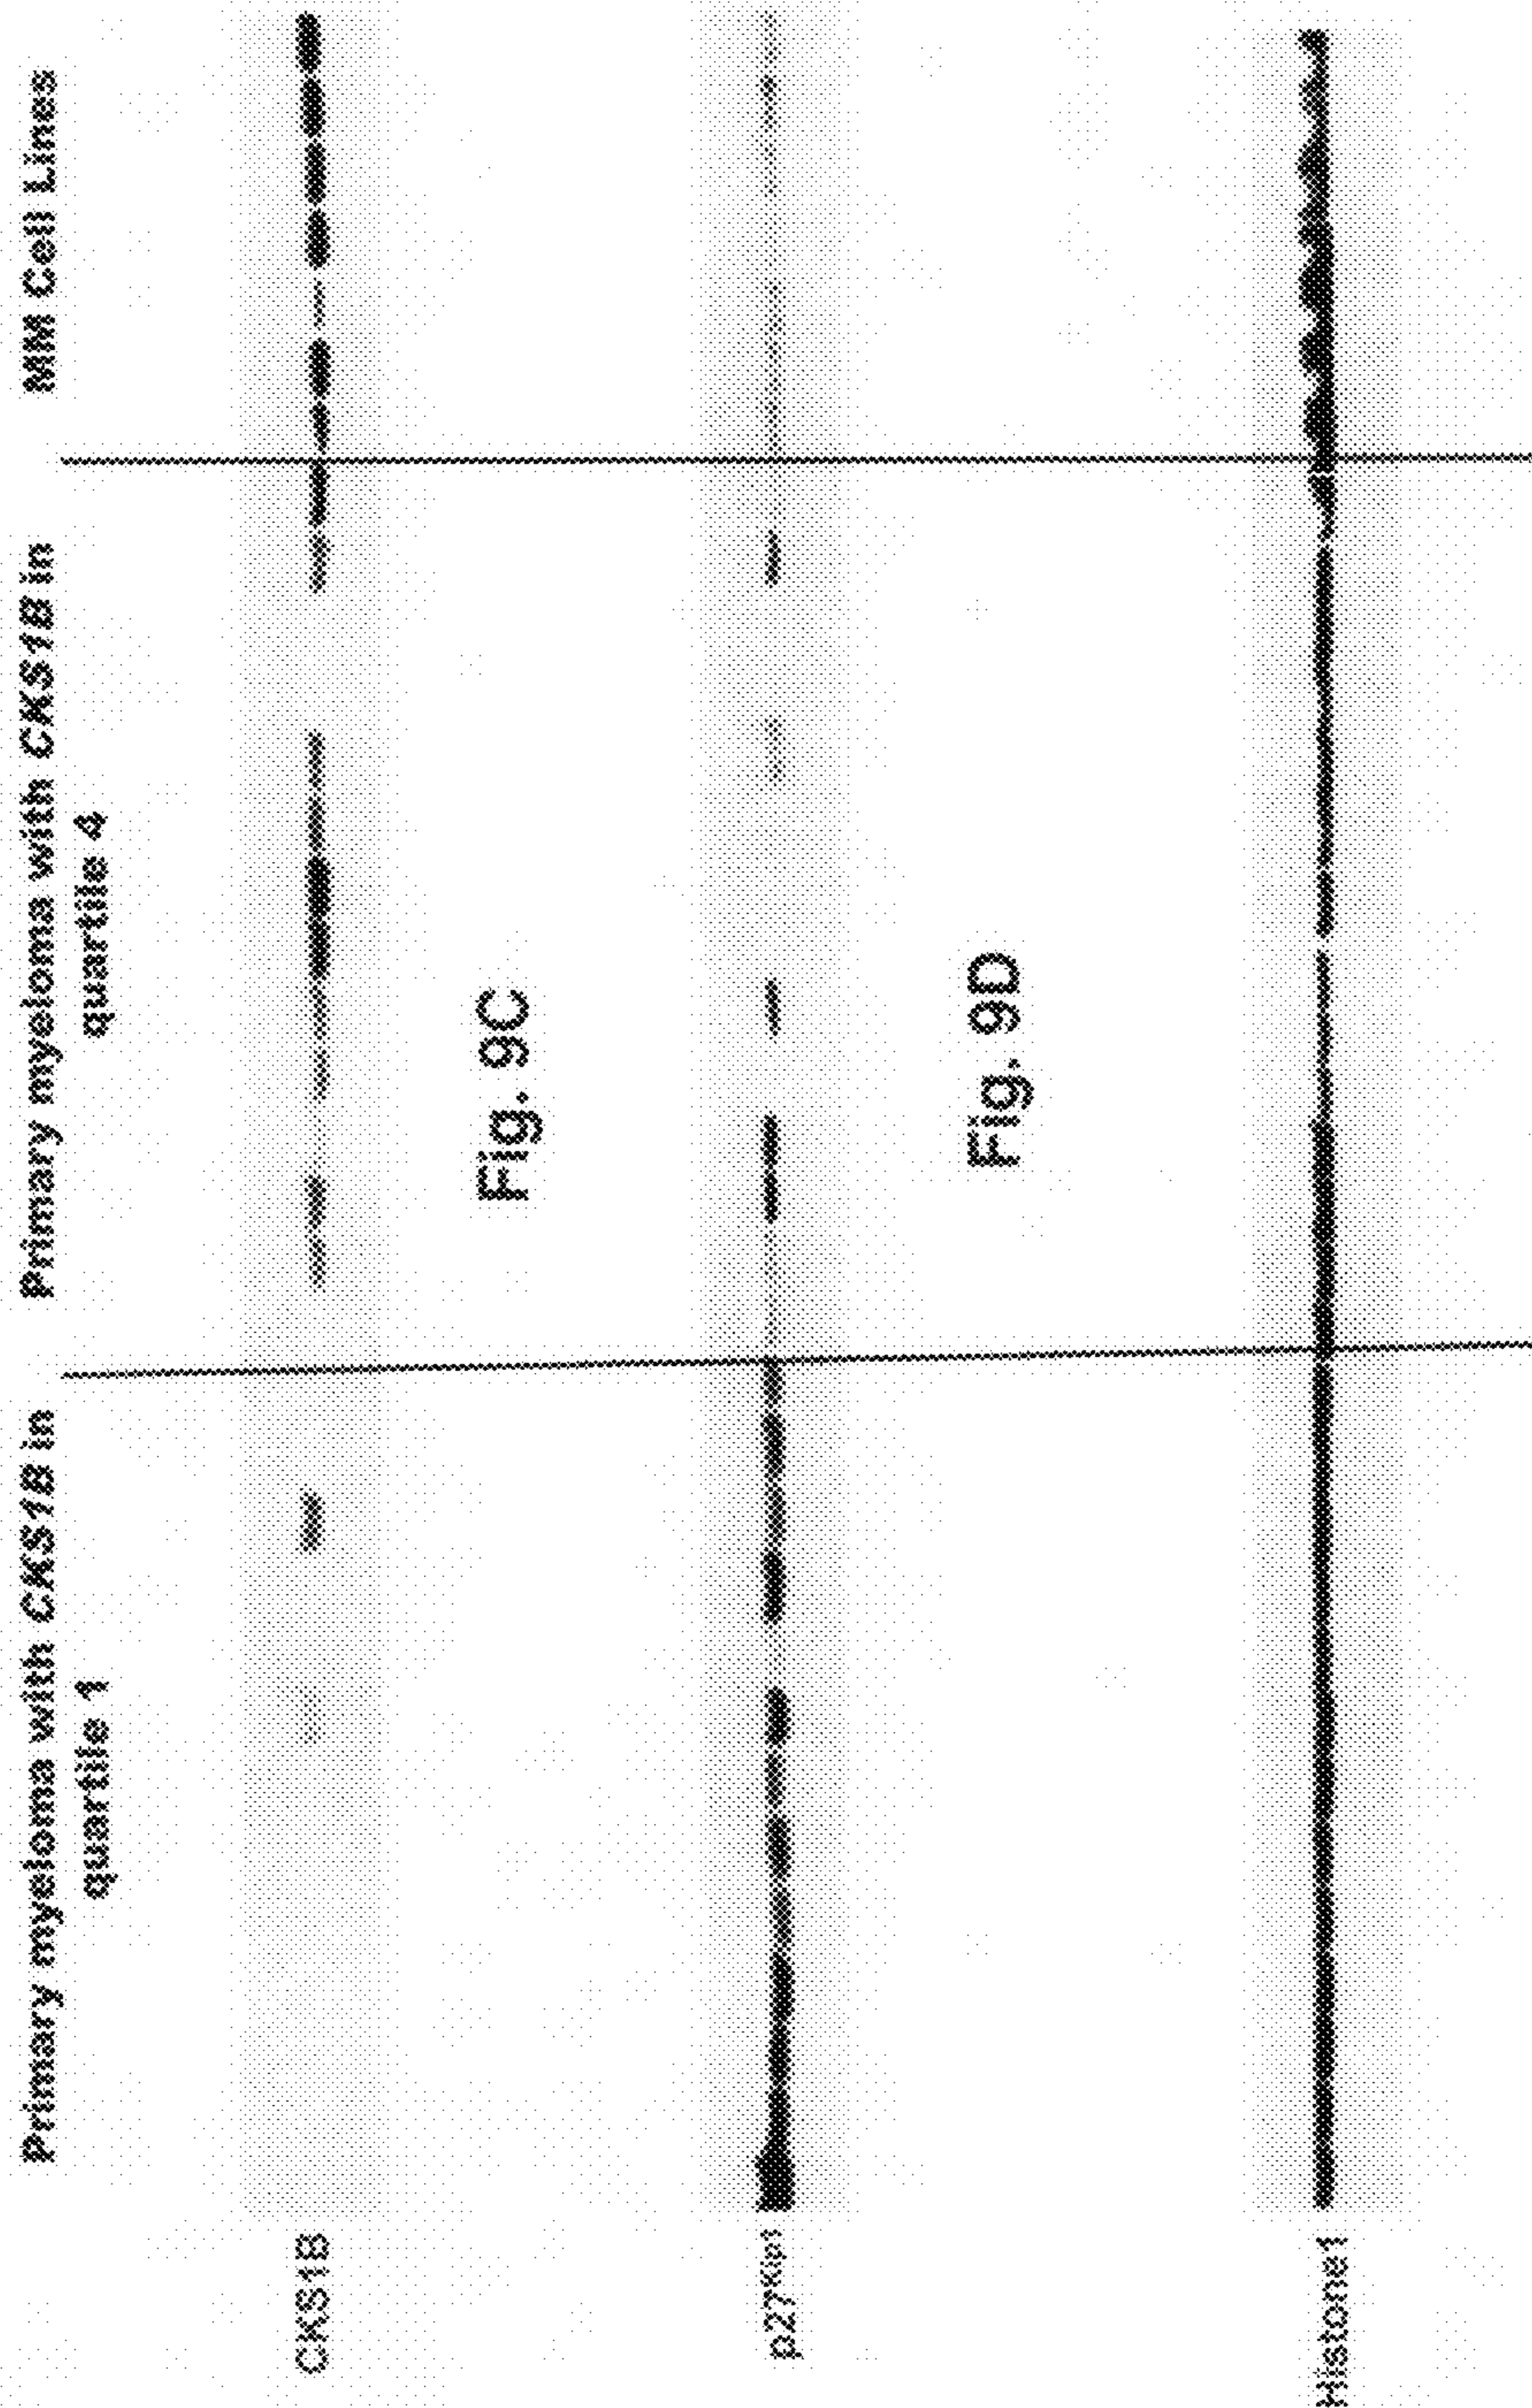 Primary myeloma with CKS1B in
quartile 1
Primary myeloma with CKS1B in
quartile 4
MM Cell Lines
CKS1B
Fig. 9C
p27Kip1
Fig. 9D
Histone1